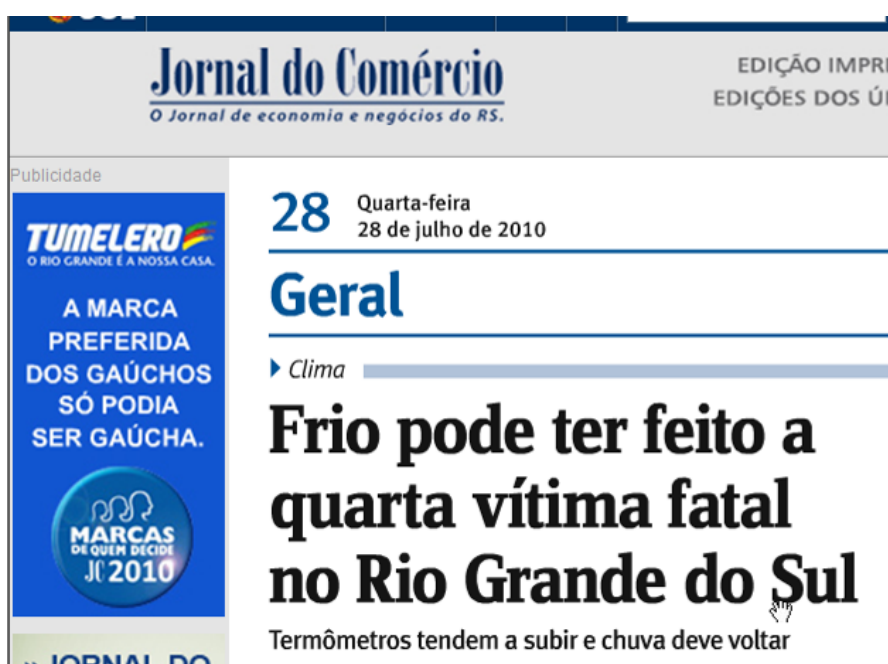 Jornal do Comércio
O Jornal de economia e negócios do RS.
EDIÇÃO
EDIÇÕES DOS
Publicidade
TUMELERO
O RIO GRANDE É A NOSSA CASA.
A MARCA
PREFERIDA
DOS GAÚCHOS
SÓ PODIA
SER GAÚCHA.
MARCAS
DE QUEM DECIDE
JC 2010
28
Quarta-feira
28 de julho de 2010
Geral
Clima
Frio pode ter feito a
quarta vítima fatal
no Rio Grande do Sul
Termômetros tendem a subir e chuva deve voltar
» JORNAL DO